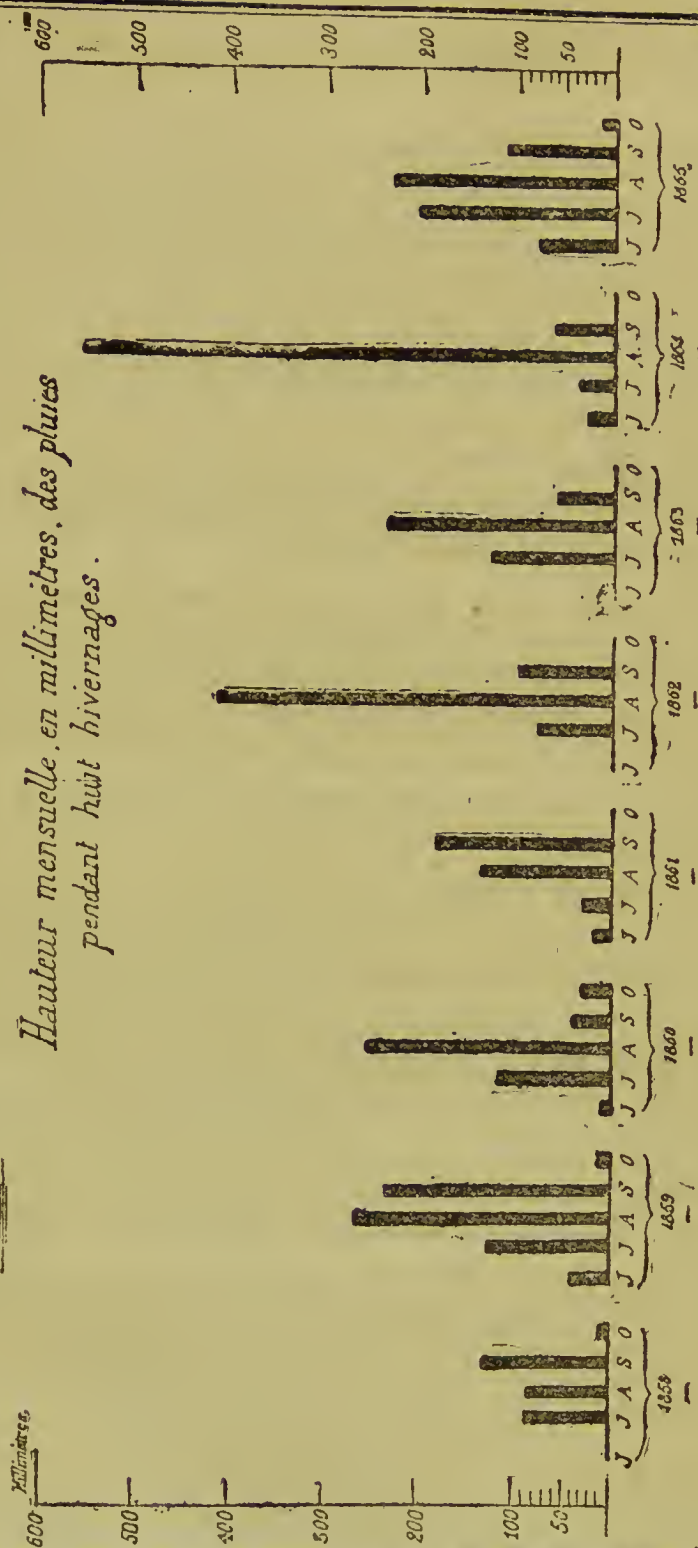 Hauteur mensuelle, en millimètres, des pluies
pendant huit hivernages.
Millimètres.
600
500
400
300
200
100
50
600
500
400
300
200
100
50
J J A S O
1858
J J A S O
1859
J J A S O
1860
J J A S O
1861
J J A S O
1862
J J A S O
1863
J J A. S O
1864
J J A S O
1865